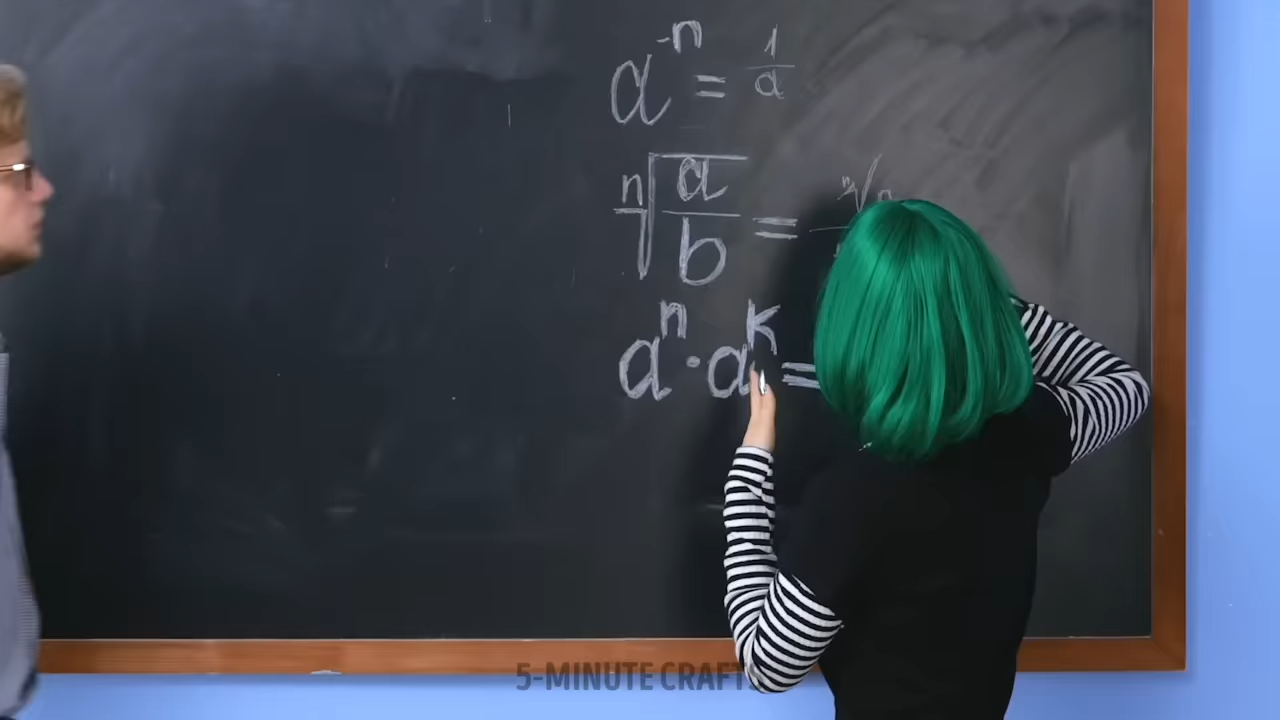 a⁻ⁿ = 1/a
ⁿ√(a/b) =
aⁿ · aᵏ =
5-MINUTE CRAFTS